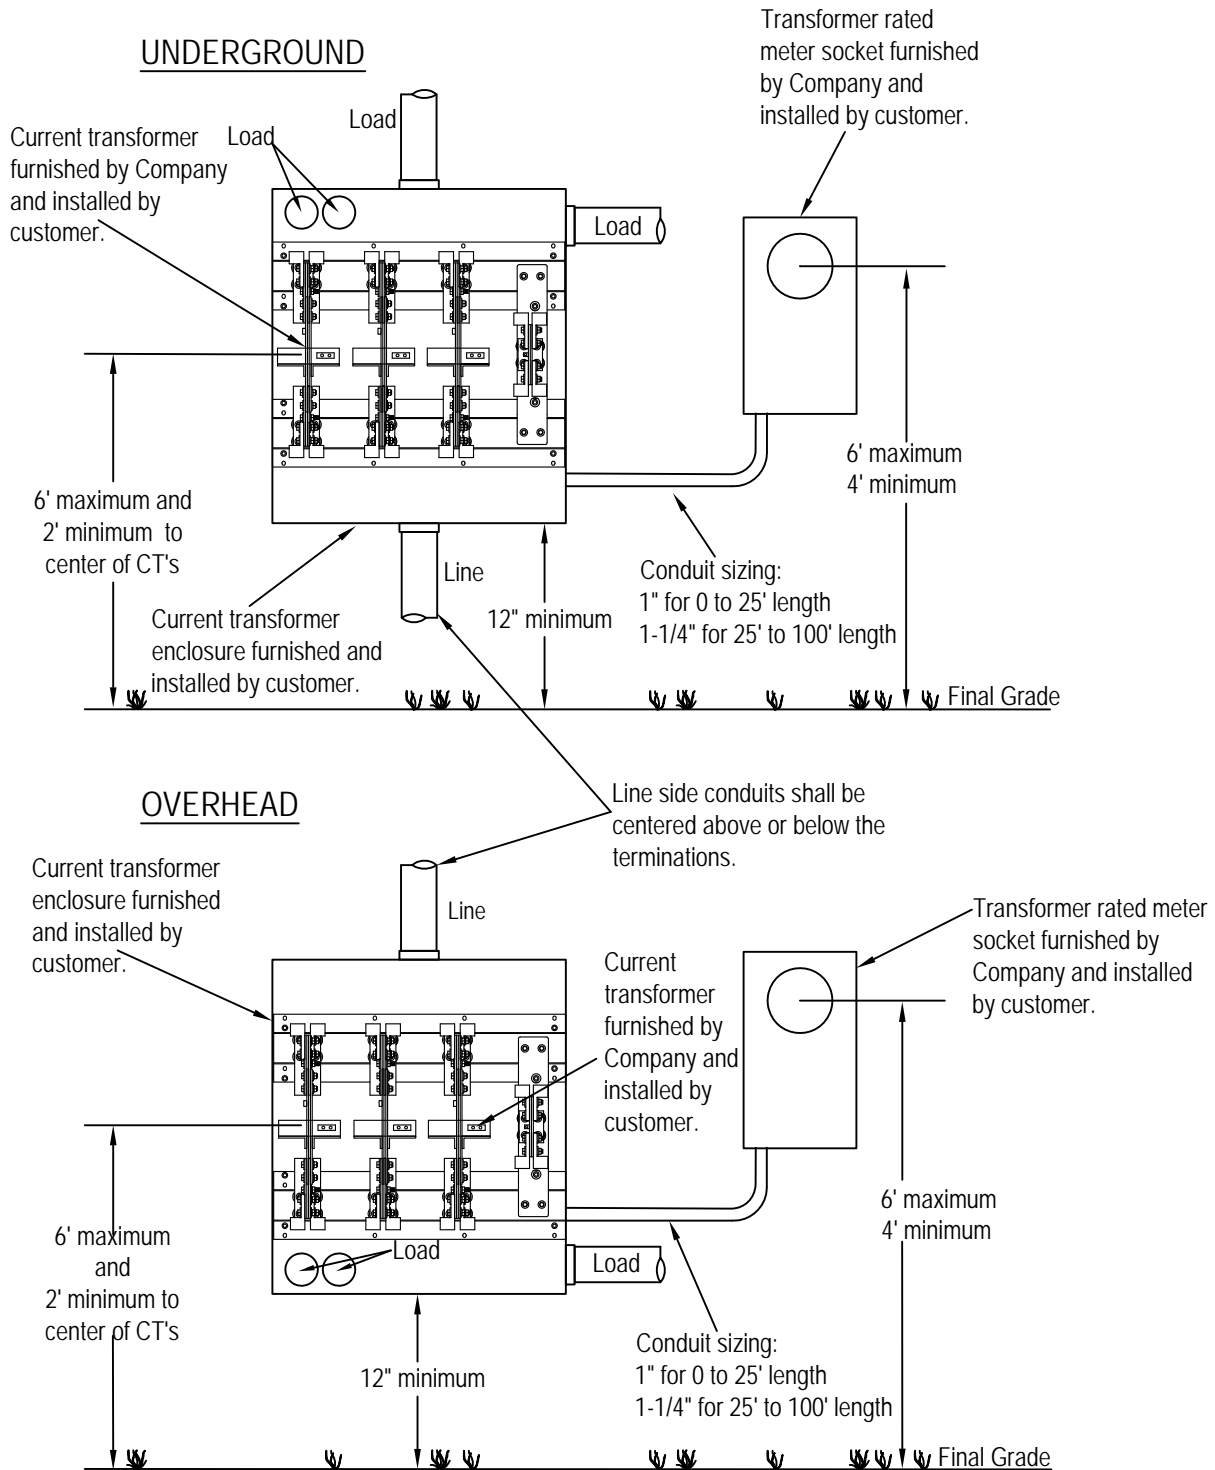 UNDERGROUND
Transformer rated
meter socket furnished
by Company and
installed by customer.
Current transformer
furnished by Company
and installed by
customer.
Load
Load
Load
6' maximum and
2' minimum to
center of CT's
6' maximum
4' minimum
Current transformer
enclosure furnished and
installed by customer.
Line
12" minimum
Conduit sizing:
1" for 0 to 25' length
1-1/4" for 25' to 100' length
Final Grade
OVERHEAD
Line side conduits shall be
centered above or below the
terminations.
Current transformer
enclosure furnished
and installed by
customer.
Line
Current
transformer
furnished by
Company and
installed by
customer.
Transformer rated meter
socket furnished by
Company and installed
by customer.
6' maximum
and
2' minimum to
center of CT's
Load
Load
6' maximum
4' minimum
12" minimum
Conduit sizing:
1" for 0 to 25' length
1-1/4" for 25' to 100' length
Final Grade